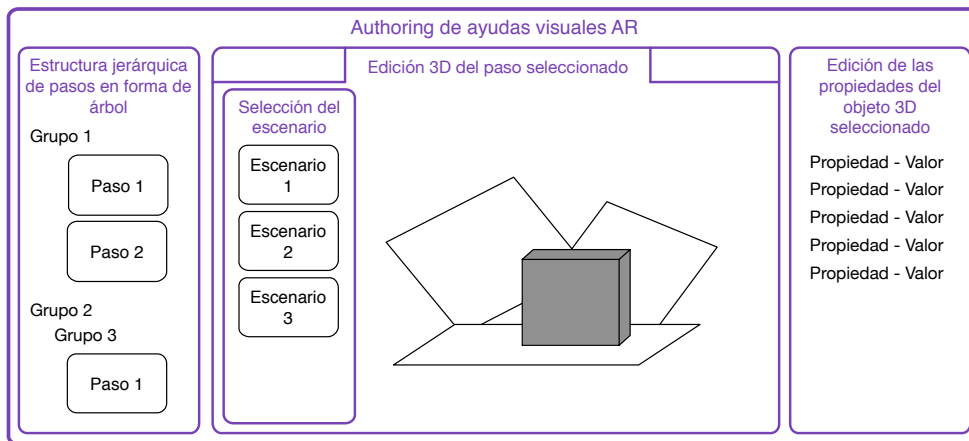 Authoring de ayudas visuales AR
Estructura jerárquica
de pasos en forma de
árbol
Grupo 1
Paso 1
Paso 2
Grupo 2
Grupo 3
Paso 1
Edición 3D del paso seleccionado
Selección del
escenario
Escenario
1
Escenario
2
Escenario
3
Edición de las
propiedades del
objeto 3D
seleccionado
Propiedad - Valor
Propiedad - Valor
Propiedad - Valor
Propiedad - Valor
Propiedad - Valor